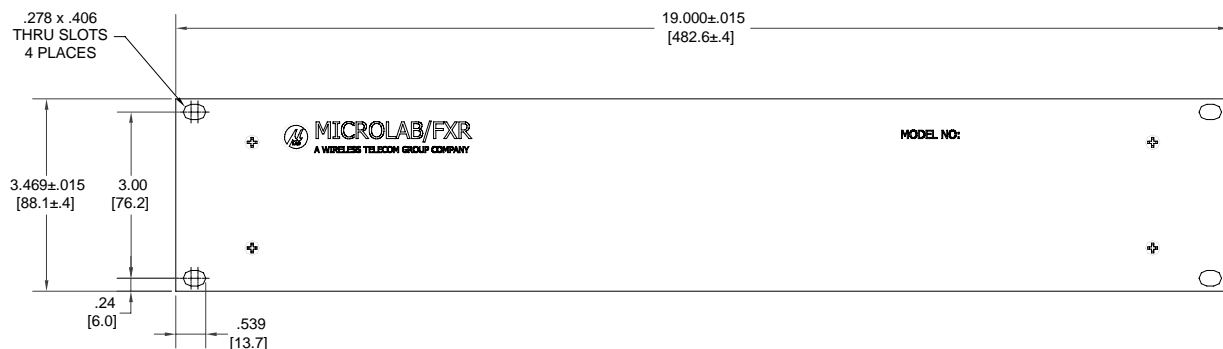 .278 x .406
THRU SLOTS
4 PLACES
19.000±.015
[482.6±.4]
MICROLAB/FXR
A WIRELESS TELECOM GROUP COMPANY
MODEL NO:
3.469±.015
[88.1±.4]
3.00
[76.2]
.24
[6.0]
.539
[13.7]